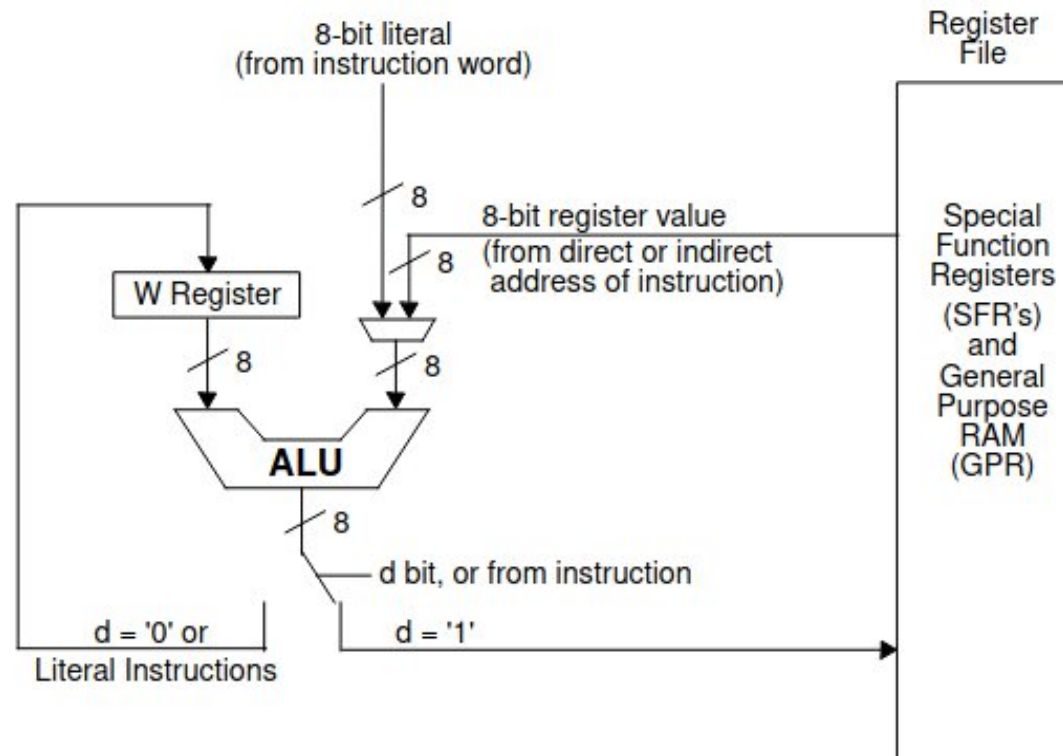 8-bit literal
(from instruction word)
Register
File
8
8-bit register value
(from direct or indirect
address of instruction)
8
W Register
8
8
Special
Function
Registers
(SFR's)
and
General
Purpose
RAM
(GPR)
ALU
8
d bit, or from instruction
d = '0' or
Literal Instructions
d = '1'